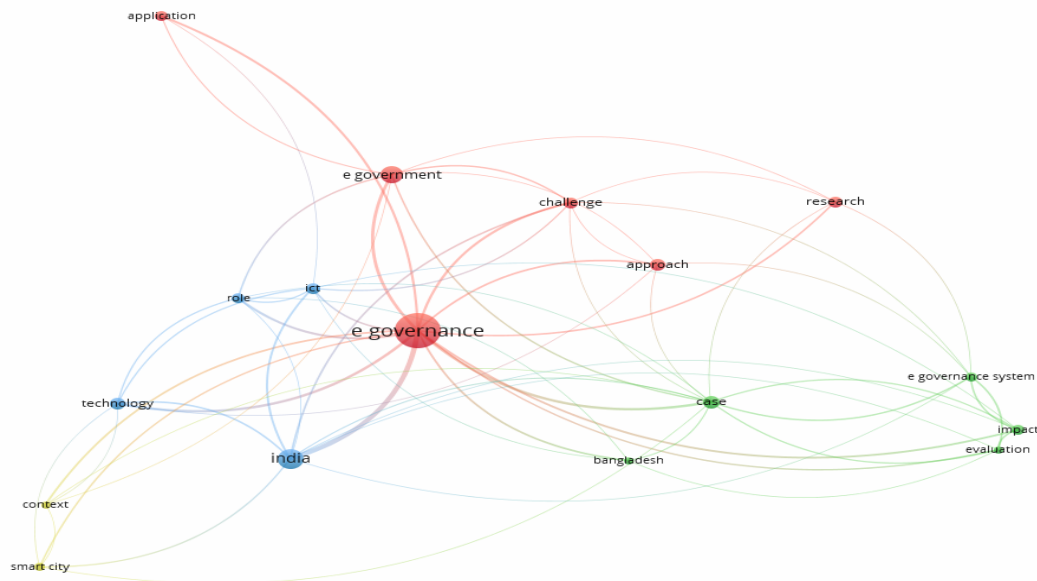 application
e government
challenge
research
approach
ict
role
e governance
e governance system
case
technology
impact
evaluation
india
bangladesh
context
smart city